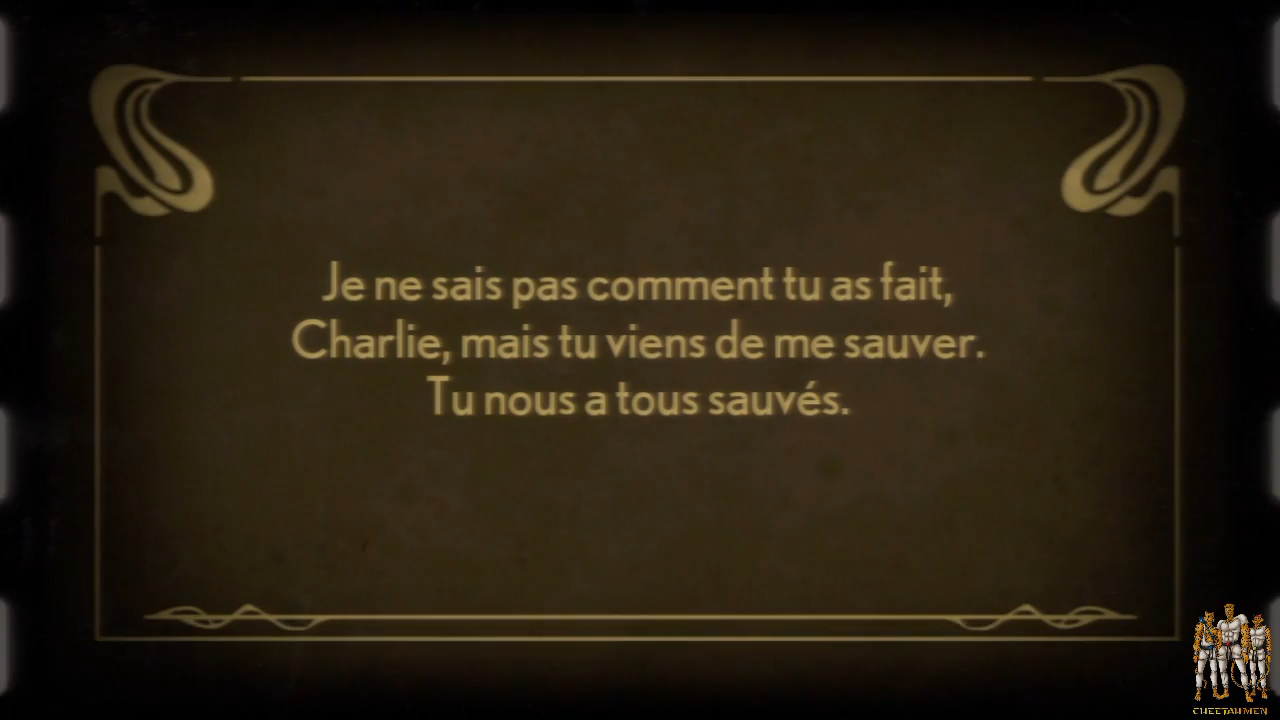 Je ne sais pas comment tu as fait,
Charlie, mais tu viens de me sauver.
Tu nous a tous sauvés.
CHEETAHMEN